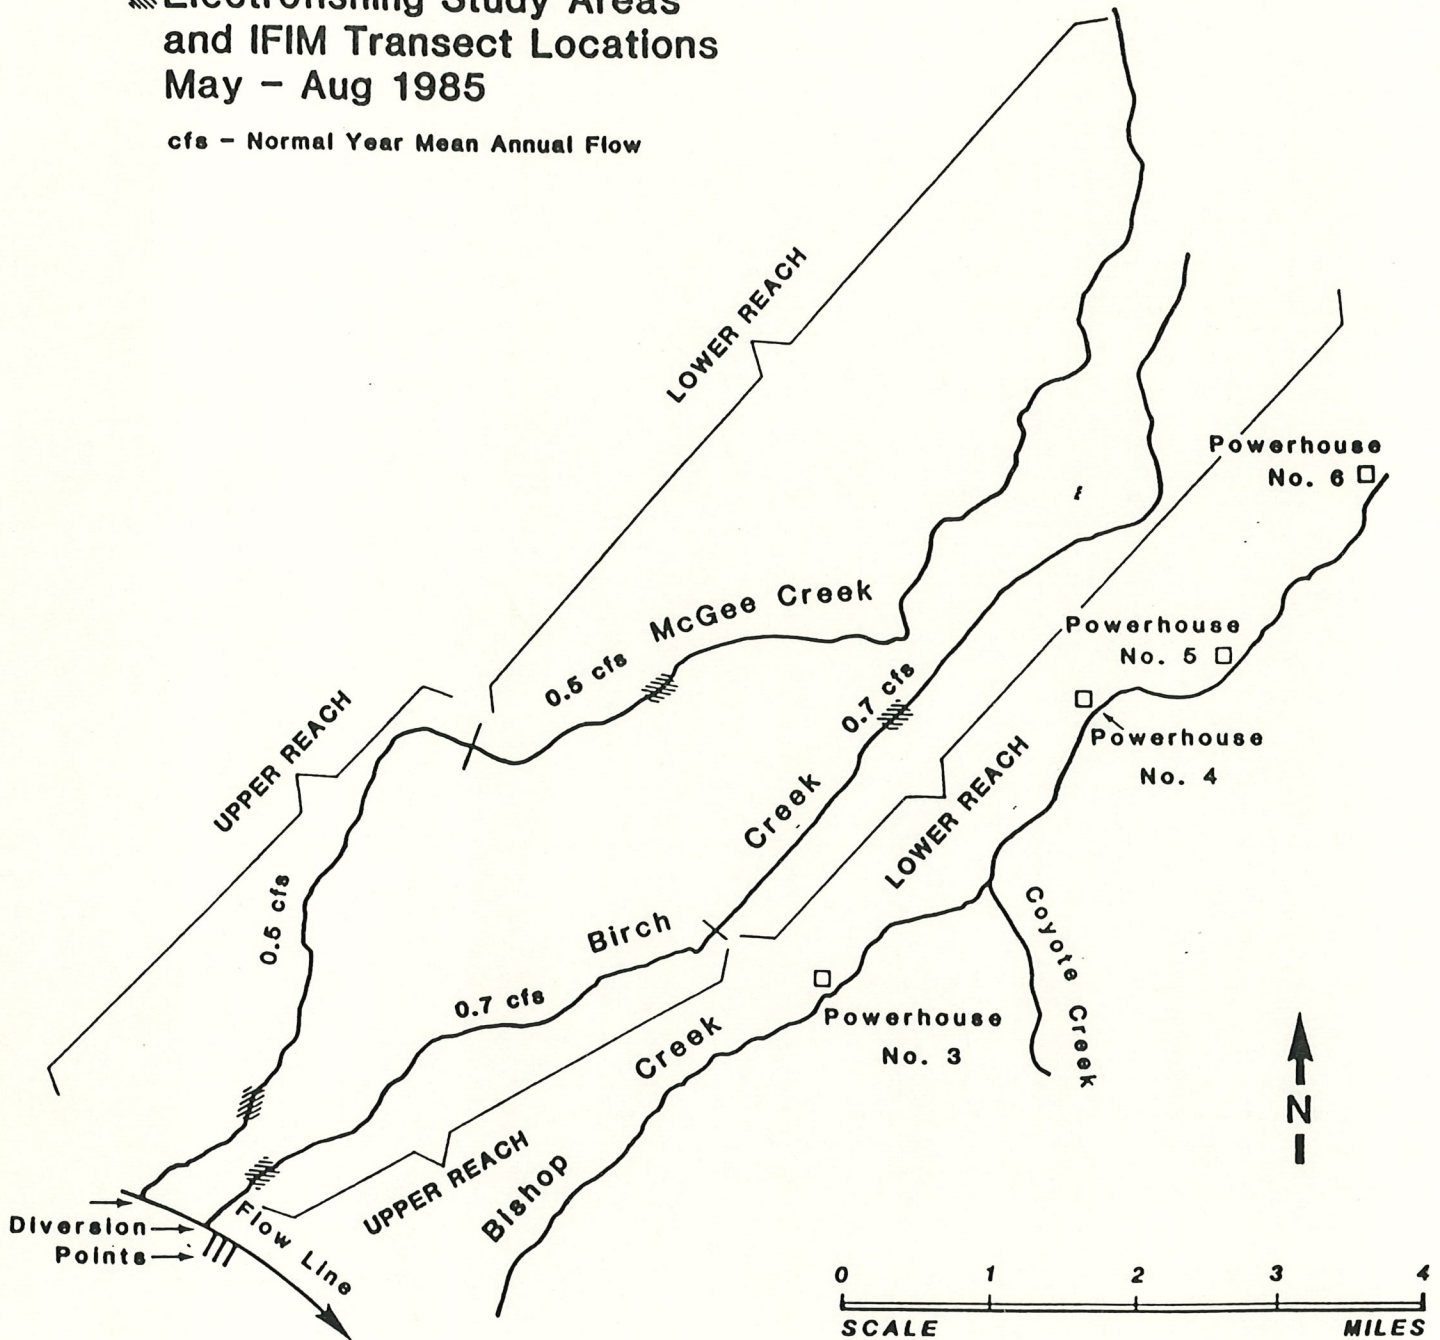 Electrofishing Study Areas
and IFIM Transect Locations
May - Aug 1985
cfs - Normal Year Mean Annual Flow
LOWER REACH
Powerhouse
No. 6
McGee Creek
0.5 cfs
Powerhouse
No. 5
0.7 cfs
UPPER REACH
Powerhouse
No. 4
Creek
LOWER REACH
0.5 cfs
Birch
Coyote Creek
0.7 cfs
Powerhouse
No. 3
Creek
N
UPPER REACH
Bishop
Flow Line
Diversion
Points
0 1 2 3 4
SCALE MILES